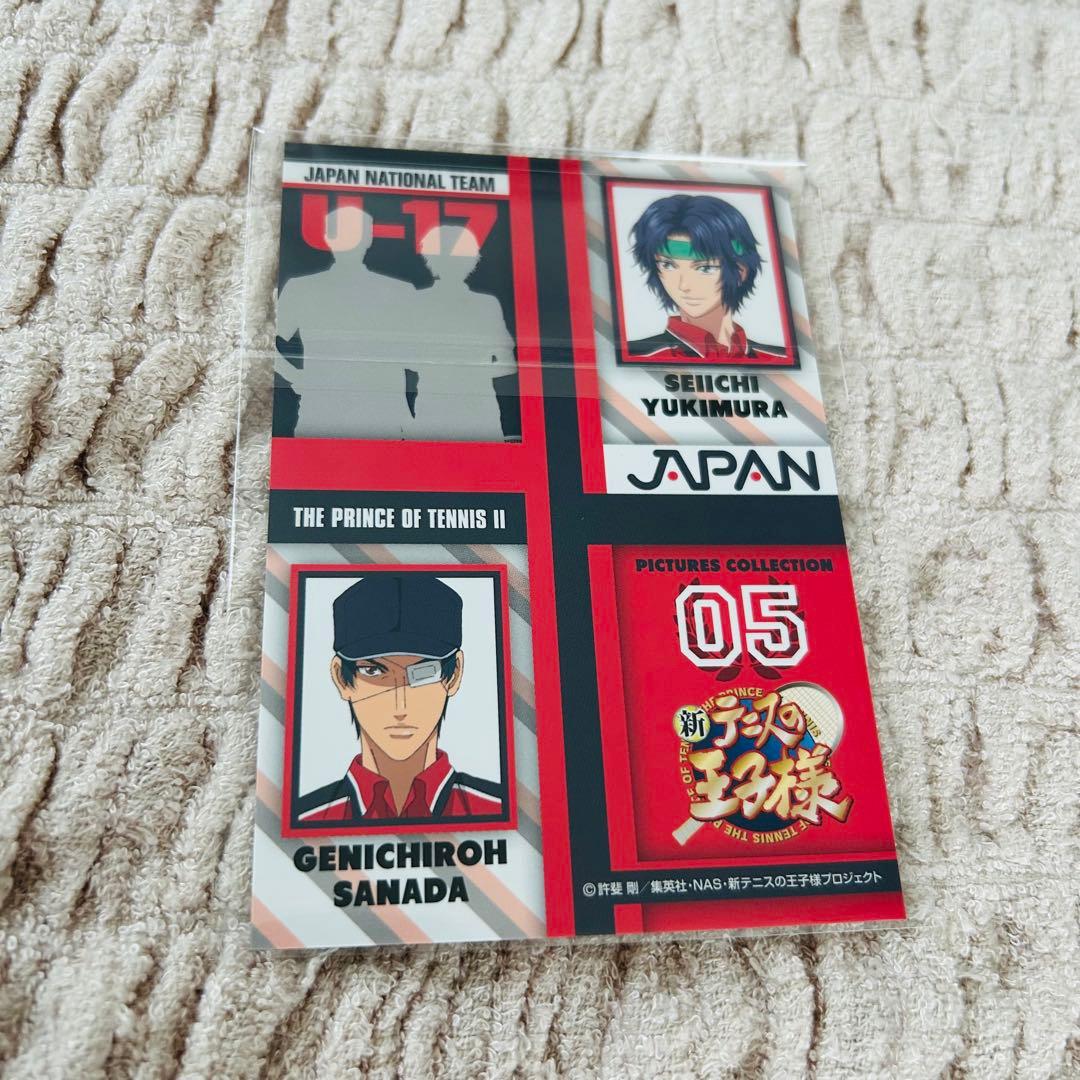 JAPAN NATIONAL TEAM
U-17
SEIICHI
YUKIMURA
JAPAN
THE PRINCE OF TENNIS II
GENICHIROH
SANADA
PICTURES COLLECTION
05
新テニスの
王子様
©許斐 剛／集英社・NAS・新テニスの王子様プロジェクト